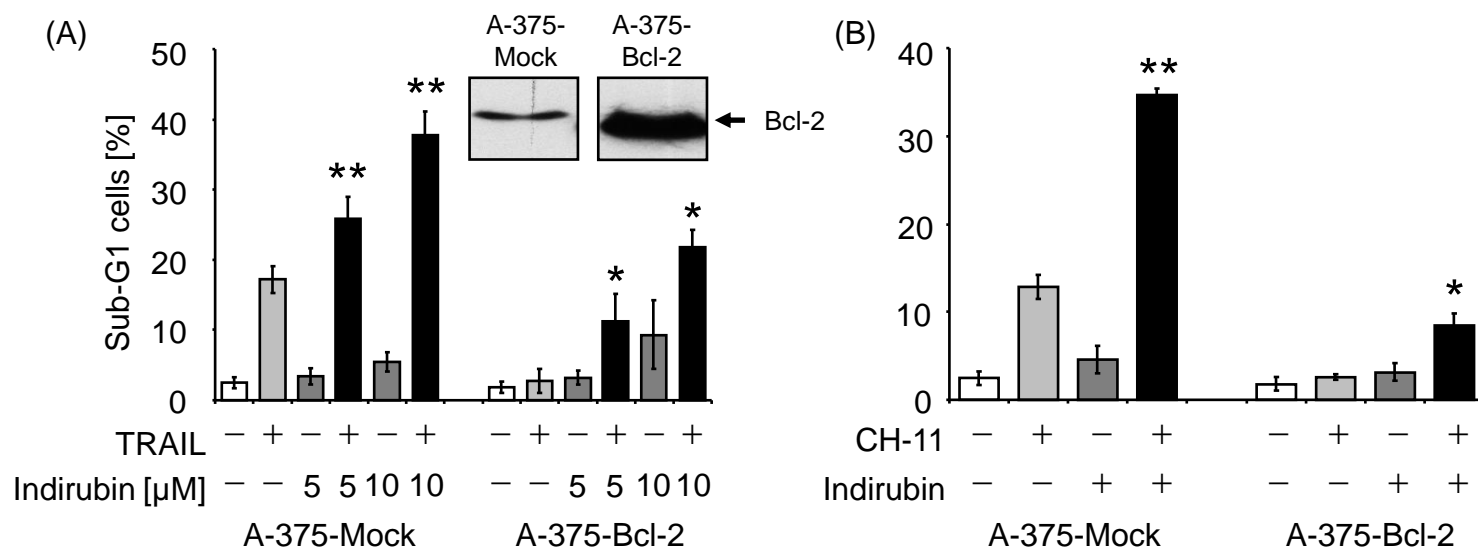 (A)
A-375-
Mock
A-375-
Bcl-2
Bcl-2
Sub-G1 cells [%]
50
40
30
20
10
0
** ** * *
TRAIL − + − + − + − + − + − +
Indirubin [µM] − − 5 5 10 10 − − 5 5 10 10
A-375-Mock A-375-Bcl-2
(B)
40
30
20
10
0
** *
CH-11 − + − + − + − +
Indirubin − − + + − − + +
A-375-Mock A-375-Bcl-2